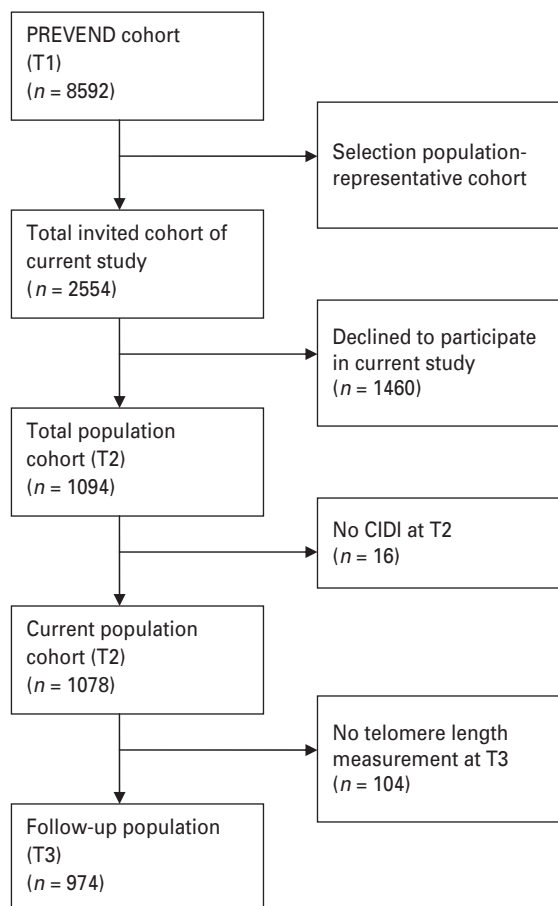 PREVEND cohort
(T1)
(n = 8592)
Selection population-
representative cohort
Total invited cohort of
current study
(n = 2554)
Declined to participate
in current study
(n = 1460)
Total population
cohort (T2)
(n = 1094)
No CIDI at T2
(n = 16)
Current population
cohort (T2)
(n = 1078)
No telomere length
measurement at T3
(n = 104)
Follow-up population
(T3)
(n = 974)